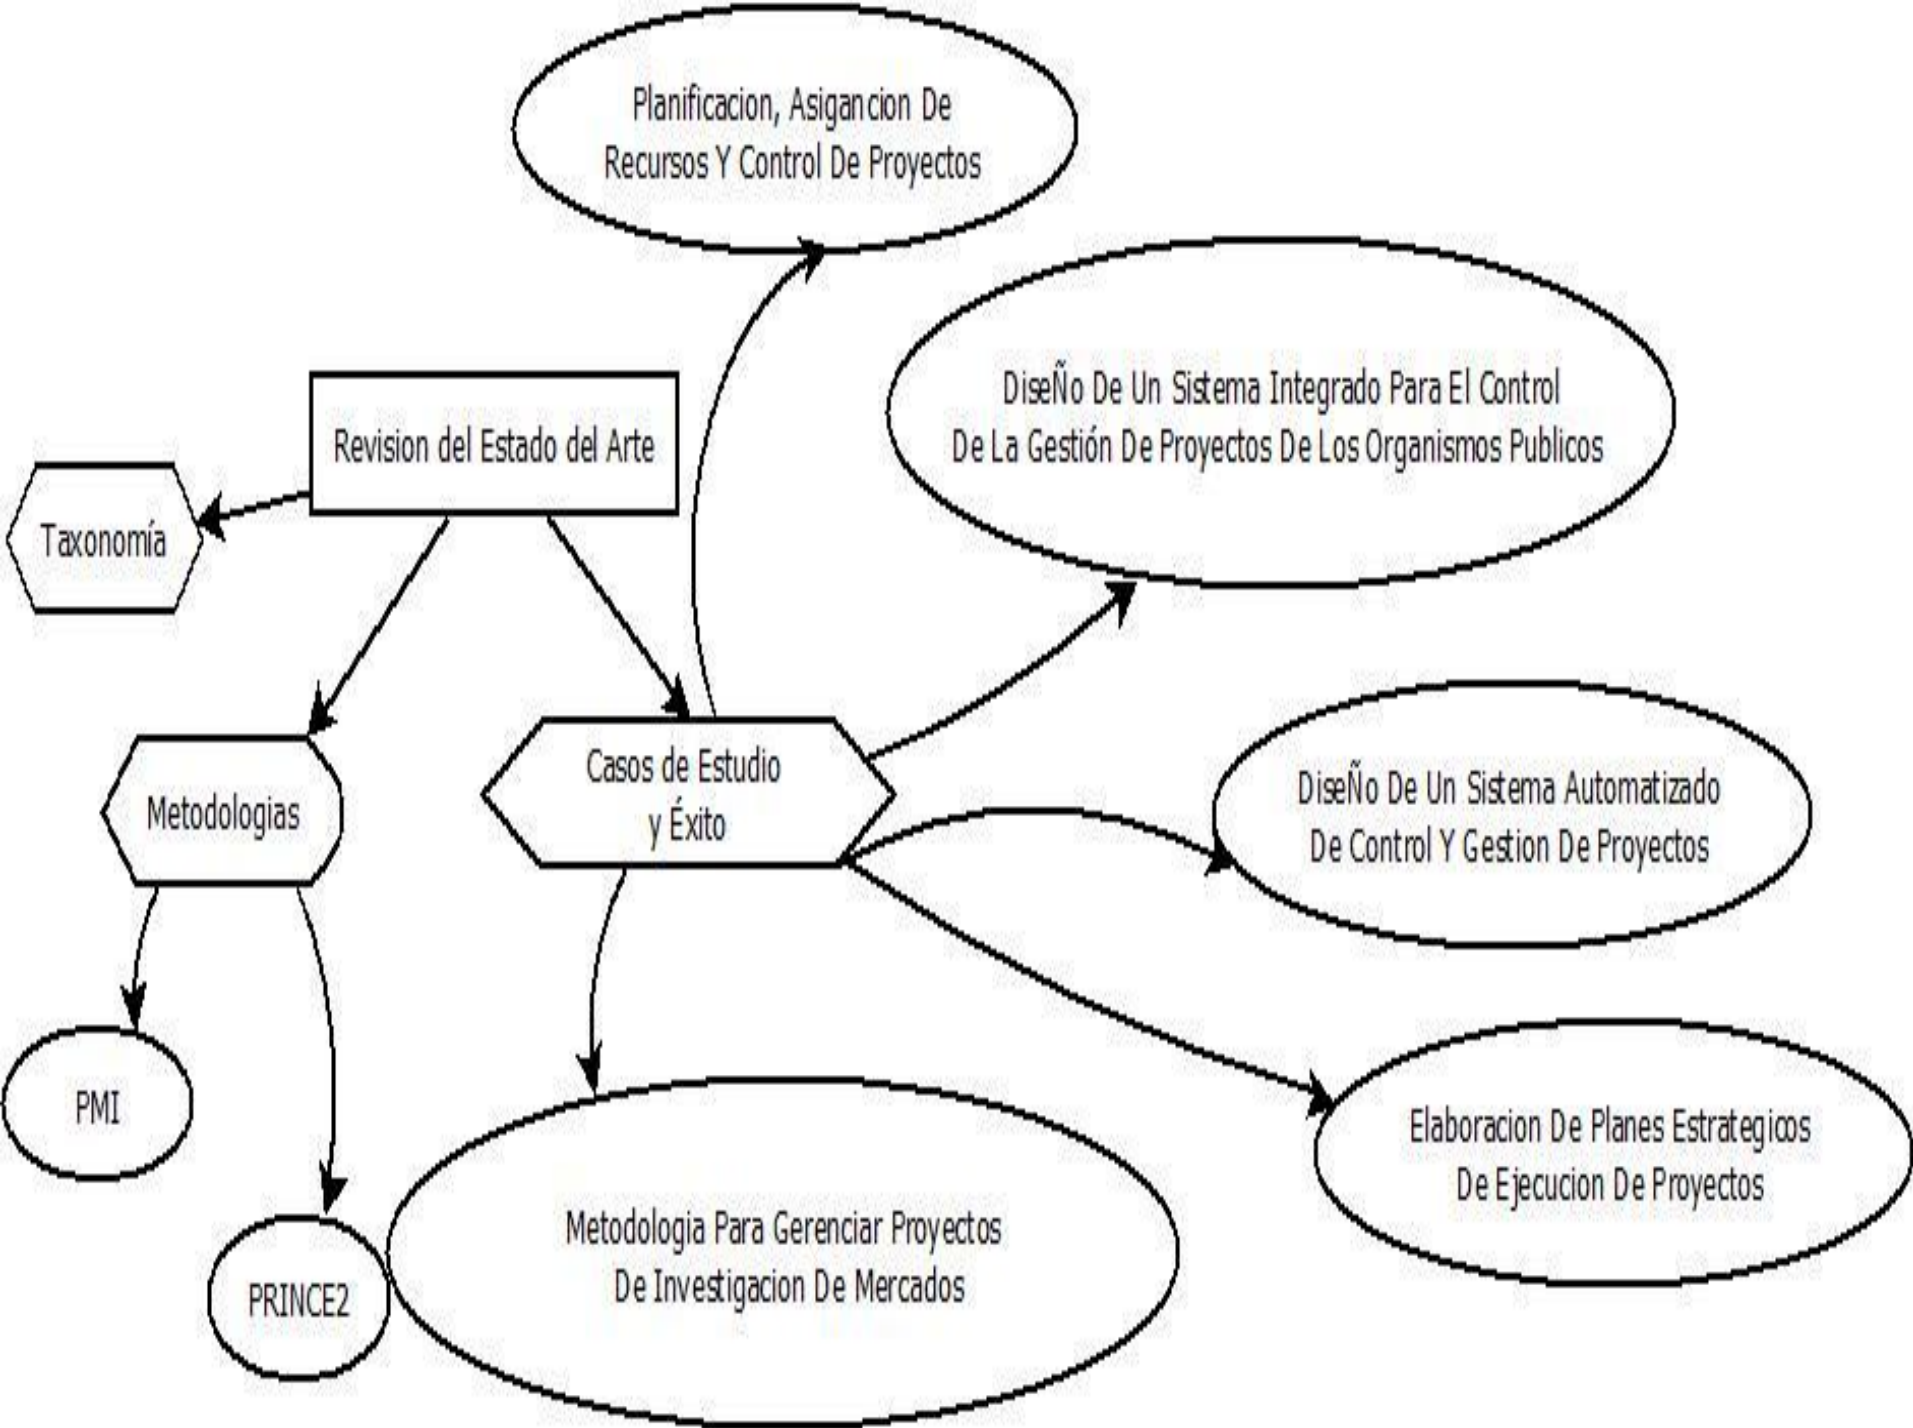 Planificacion, Asigancion De
Recursos Y Control De Proyectos
DiseÑo De Un Sistema Integrado Para El Control
De La Gestión De Proyectos De Los Organismos Publicos
Revision del Estado del Arte
Taxonomía
Metodologias
Casos de Estudio
y Éxito
DiseÑo De Un Sistema Automatizado
De Control Y Gestion De Proyectos
PMI
PRINCE2
Metodologia Para Gerenciar Proyectos
De Investigacion De Mercados
Elaboracion De Planes Estrategicos
De Ejecucion De Proyectos